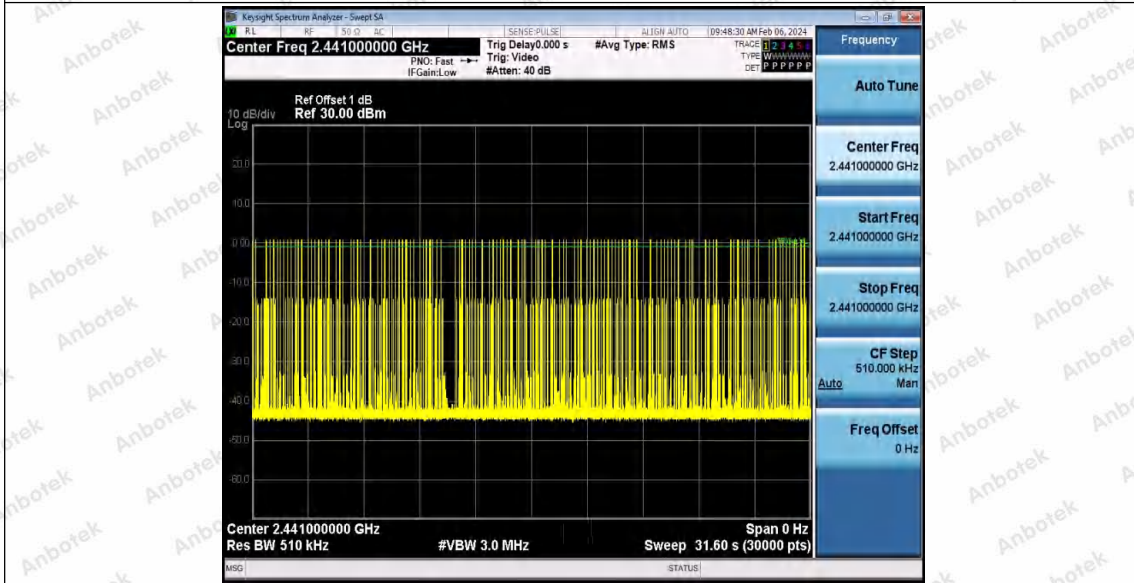 Keysight Spectrum Analyzer - Swept SA
RL RF 50 Ω AC SENSE:PULSE ALIGN AUTO 09:48:30 AM Feb 06, 2024
Center Freq 2.441000000 GHz
PNO: Fast
IFGain:Low
Trig Delay0.000 s
Trig: Video
#Atten: 40 dB
#Avg Type: RMS
TRACE 1 2 3 4 5 6
TYPE W
DET P P P P P P
Ref Offset 1 dB
10 dB/div Ref 30.00 dBm
Log
20.0
10.0
0.00
-10.0
-20.0
-30.0
-40.0
-50.0
-60.0
Center 2.441000000 GHz
Span 0 Hz
Res BW 510 kHz
#VBW 3.0 MHz
Sweep 31.60 s (30000 pts)
MSG
STATUS
Frequency
Auto Tune
Center Freq
2.441000000 GHz
Start Freq
2.441000000 GHz
Stop Freq
2.441000000 GHz
CF Step
510.000 kHz
Auto Man
Freq Offset
0 Hz
Anbotek